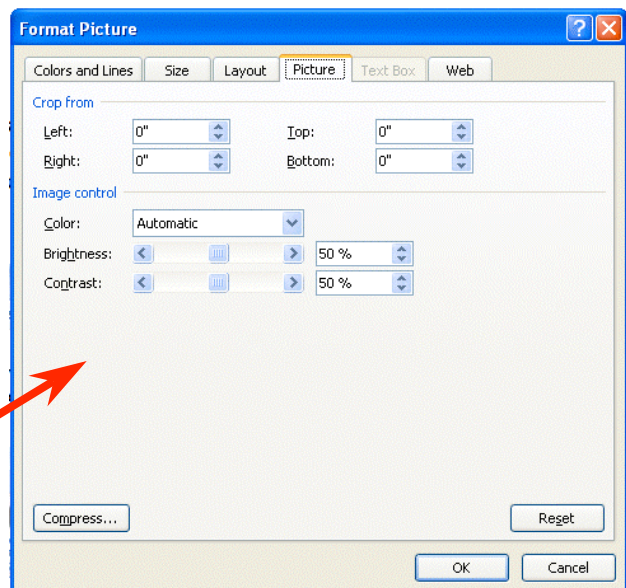 Format Picture ?
Colors and Lines Size Layout Picture Text Box Web
Crop from
Left: 0" Top: 0"
Right: 0" Bottom: 0"
Image control
Color: Automatic
Brightness: 50 %
Contrast: 50 %
Compress... Reset
OK Cancel